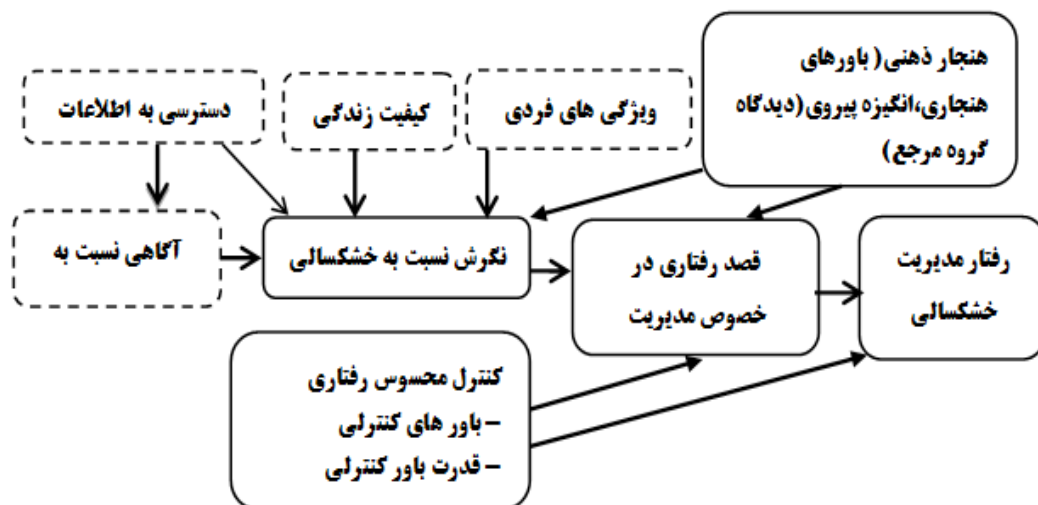 هنجار ذهنی( باورهای
هنجاری،انگیزه پیروی(دیدگاه
گروه مرجع)
ویژگی های فردی
کیفیت زندگی
دسترسی به اطلاعات
آگاهی نسبت به
نگرش نسبت به خشکسالی
قصد رفتاری در
خصوص مدیریت
رفتار مدیریت
خشکسالی
کنترل محسوس رفتاری
– باور های کنترلی
– قدرت باور کنترلی